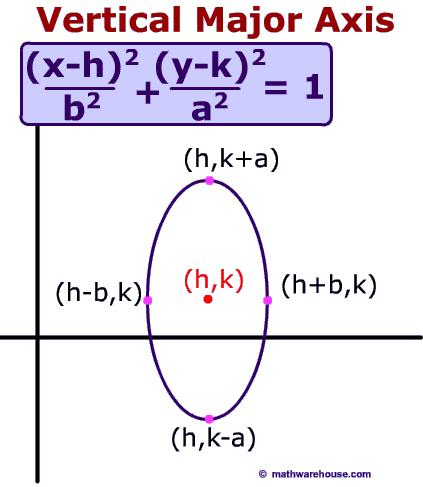 Vertical Major Axis
(x-h)² / b² + (y-k)² / a² = 1
(h,k+a)
(h-b,k)
(h,k)
(h+b,k)
(h,k-a)
© mathwarehouse.com